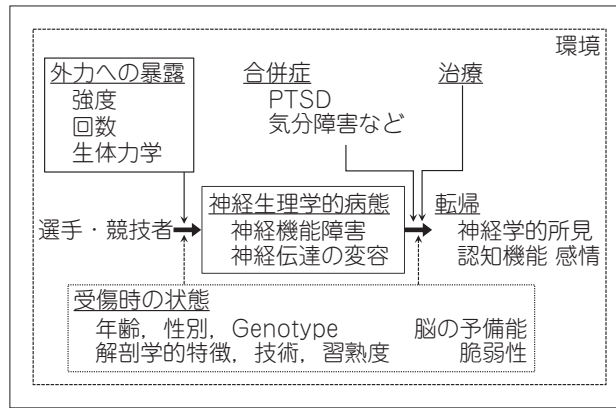 環境
外力への暴露
強度
回数
生体力学
合併症
PTSD
気分障害など
治療
選手・競技者
神経生理学的病態
神経機能障害
神経伝達の変容
転帰
神経学的所見
認知機能 感情
受傷時の状態
年齢, 性別, Genotype
解剖学的特徴, 技術, 習熟度
脳の予備能
脆弱性